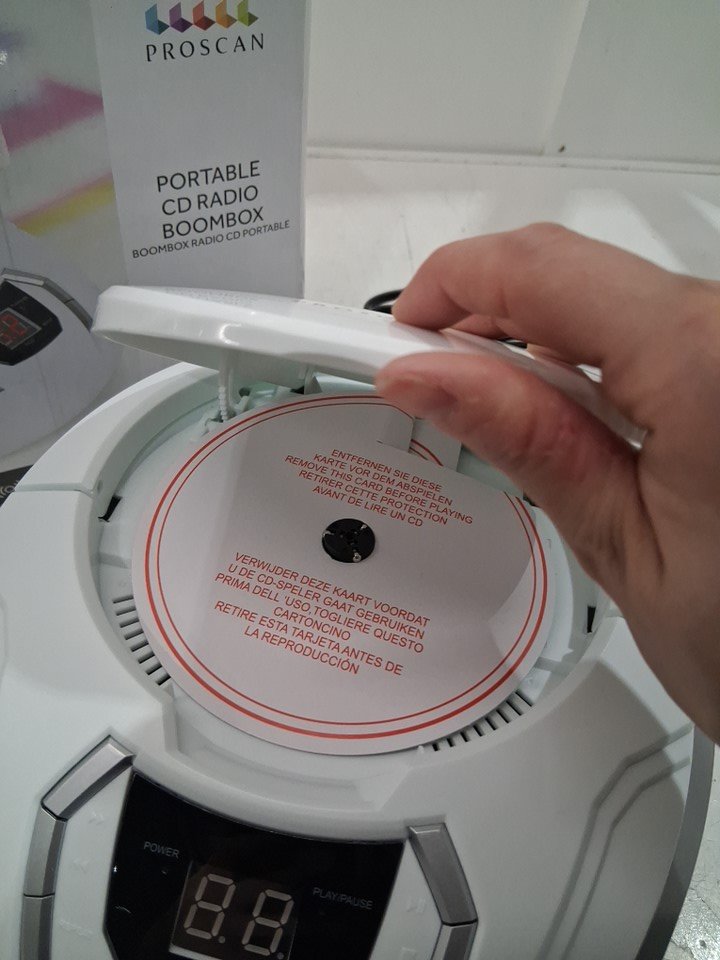 PROSCAN
PORTABLE
CD RADIO
BOOMBOX
BOOMBOX RADIO CD PORTABLE
ENTFERNEN SIE DIESE
KARTE VOR DEM ABSPIELEN
REMOVE THIS CARD BEFORE PLAYING
RETIRER CETTE PROTECTION
AVANT DE LIRE UN CD
VERWIJDER DEZE KAART VOORDAT
U DE CD-SPELER GAAT GEBRUIKEN
PRIMA DELL 'USO,TOGLIERE QUESTO
CARTONCINO
RETIRE ESTA TARJETA ANTES DE
LA REPRODUCCIÓN
POWER
PLAY/PAUSE
8.8.